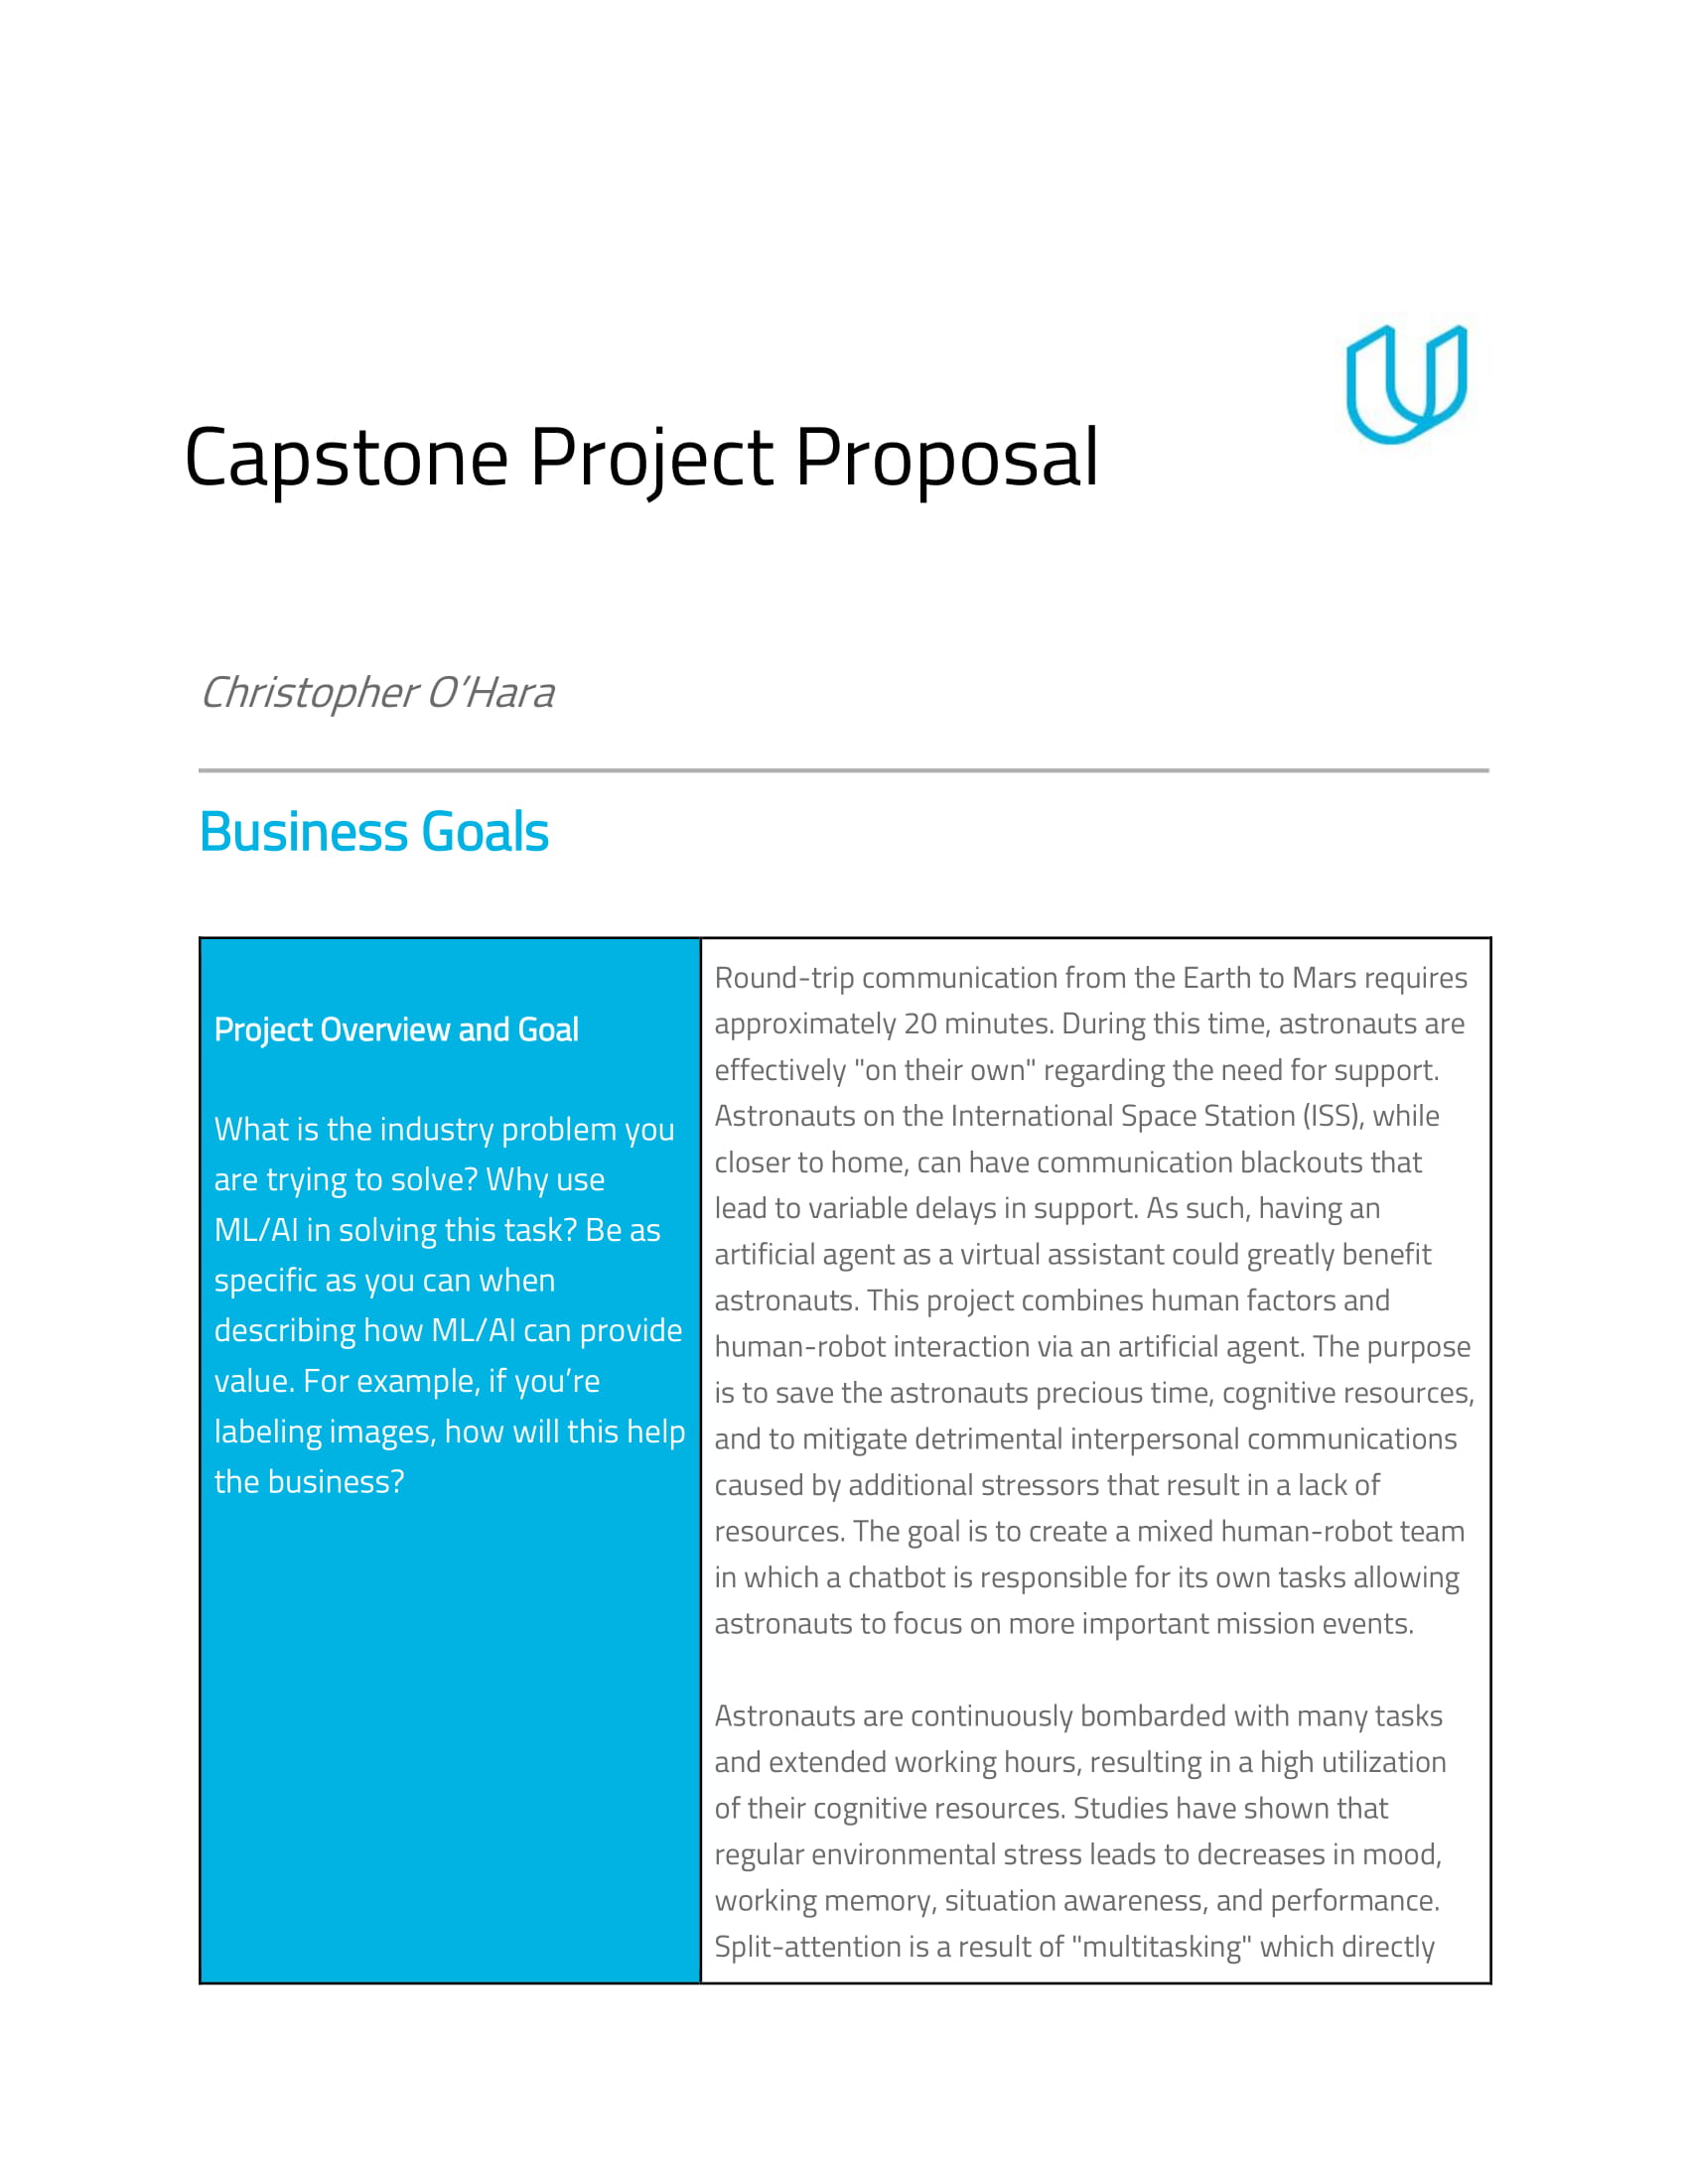 Capstone Project Proposal
Christopher O’Hara
Business Goals
Project Overview and Goal
What is the industry problem you
are trying to solve? Why use
ML/AI in solving this task? Be as
specific as you can when
describing how ML/AI can provide
value. For example, if you’re
labeling images, how will this help
the business?
Round-trip communication from the Earth to Mars requires
approximately 20 minutes. During this time, astronauts are
effectively "on their own" regarding the need for support.
Astronauts on the International Space Station (ISS), while
closer to home, can have communication blackouts that
lead to variable delays in support. As such, having an
artificial agent as a virtual assistant could greatly benefit
astronauts. This project combines human factors and
human-robot interaction via an artificial agent. The purpose
is to save the astronauts precious time, cognitive resources,
and to mitigate detrimental interpersonal communications
caused by additional stressors that result in a lack of
resources. The goal is to create a mixed human-robot team
in which a chatbot is responsible for its own tasks allowing
astronauts to focus on more important mission events.
Astronauts are continuously bombarded with many tasks
and extended working hours, resulting in a high utilization
of their cognitive resources. Studies have shown that
regular environmental stress leads to decreases in mood,
working memory, situation awareness, and performance.
Split-attention is a result of "multitasking" which directly